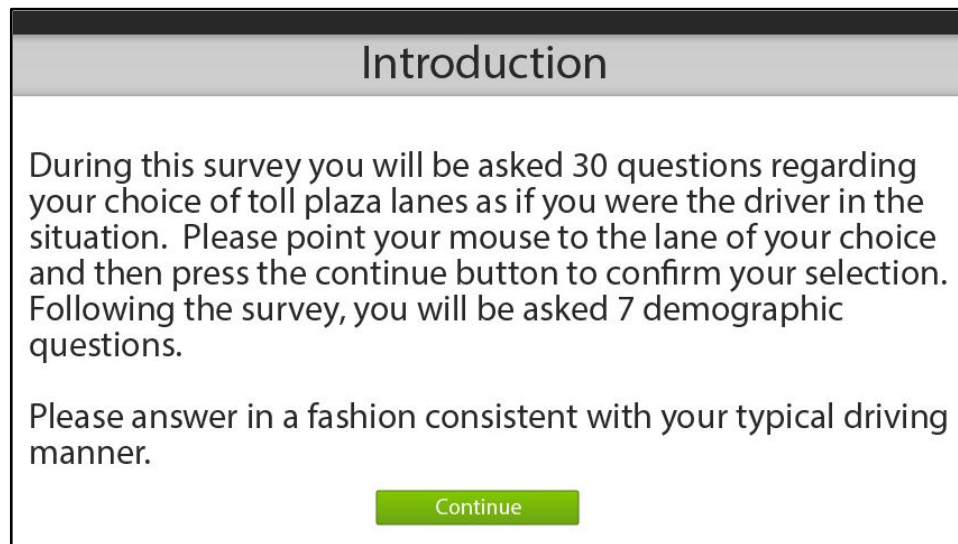 Introduction
During this survey you will be asked 30 questions regarding
your choice of toll plaza lanes as if you were the driver in the
situation.  Please point your mouse to the lane of your choice
and then press the continue button to confirm your selection.
Following the survey, you will be asked 7 demographic
questions.
Please answer in a fashion consistent with your typical driving
manner.
Continue